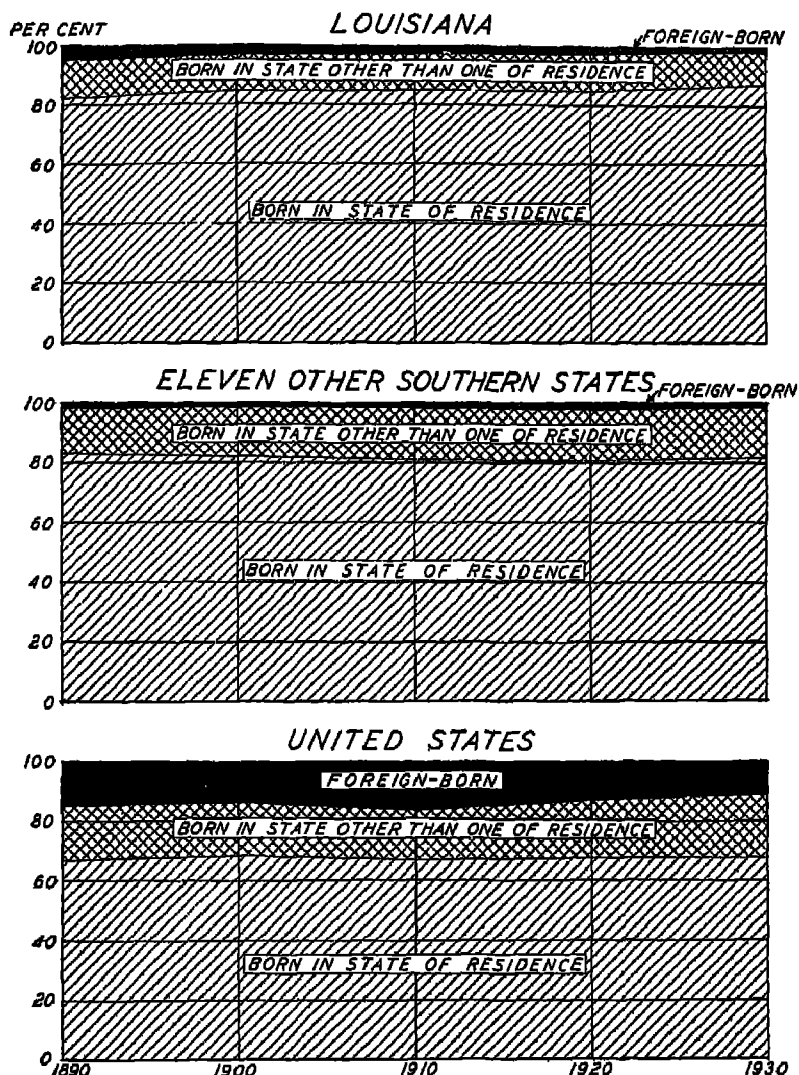 LOUISIANA
PER CENT
FOREIGN-BORN
100
BORN IN STATE OTHER THAN ONE OF RESIDENCE
80
60
BORN IN STATE OF RESIDENCE
40
20
0
ELEVEN OTHER SOUTHERN STATES
FOREIGN-BORN
100
BORN IN STATE OTHER THAN ONE OF RESIDENCE
80
60
BORN IN STATE OF RESIDENCE
40
20
0
UNITED STATES
100
FOREIGN-BORN
80
BORN IN STATE OTHER THAN ONE OF RESIDENCE
60
40
BORN IN STATE OF RESIDENCE
20
0
1890 1900 1910 1920 1930